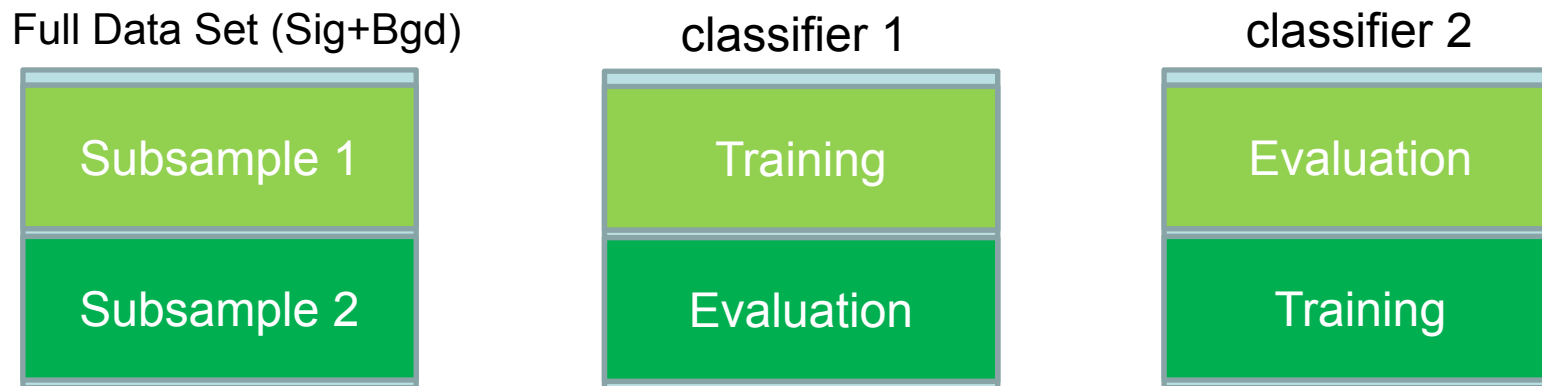 Full Data Set (Sig+Bgd)
Subsample 1
Subsample 2
classifier 1
Training
Evaluation
classifier 2
Evaluation
Training